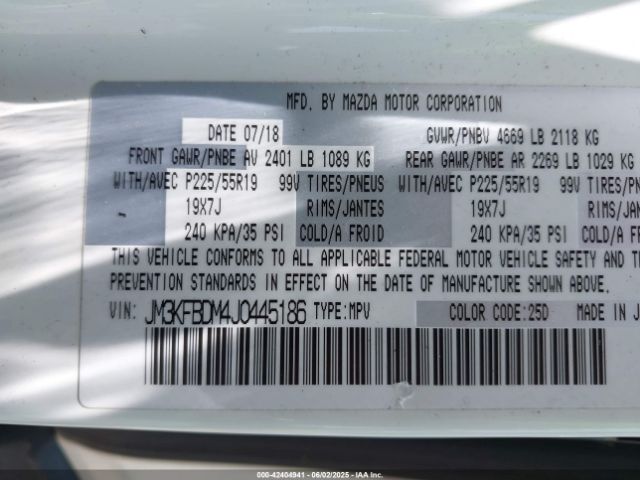 MFD. BY MAZDA MOTOR CORPORATION
DATE 07/18 GVWR/PNBV 4669 LB 2118 KG
FRONT GAWR/PNBE AV 2401 LB 1089 KG REAR GAWR/PNBE AR 2269 LB 1029 KG
WITH/AVEC P225/55R19 99V TIRES/PNEUS WITH/AVEC P225/55R19 99V TIRES/PN
19X7J RIMS/JANTES 19X7J RIMS/JAN
240 KPA/35 PSI COLD/A FROID 240 KPA/35 PSI COLD/A F
THIS VEHICLE CONFORMS TO ALL APPLICABLE FEDERAL MOTOR VEHICLE SAFETY AND T
PREVENTION STANDARDS IN EFFECT ON THE DATE OF MANUFACTURE SHOWN ABOVE.
VIN: JM3KFBDM4J0445186 TYPE:MPV COLOR CODE:25D MADE IN J
000-42404941 - 06/02/2025 - IAAI.CA